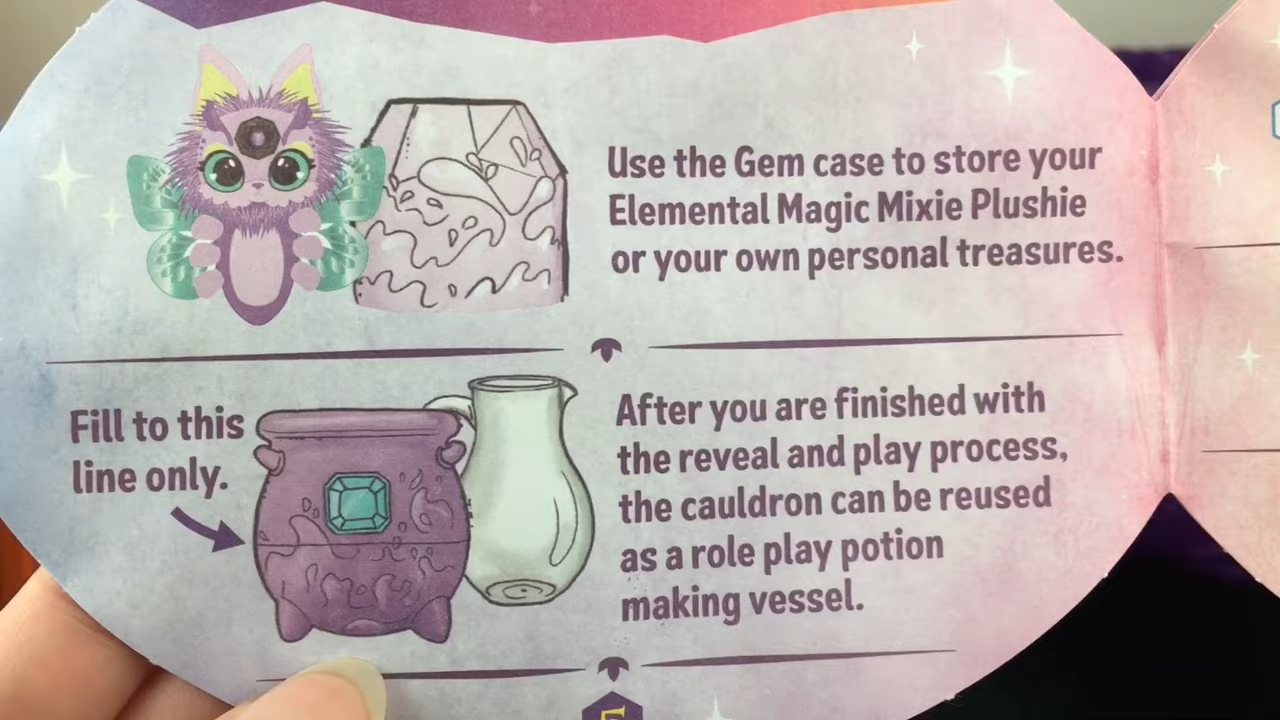 Use the Gem case to store your
Elemental Magic Mixie Plushie
or your own personal treasures.
Fill to this
line only.
After you are finished with
the reveal and play process,
the cauldron can be reused
as a role play potion
making vessel.
5